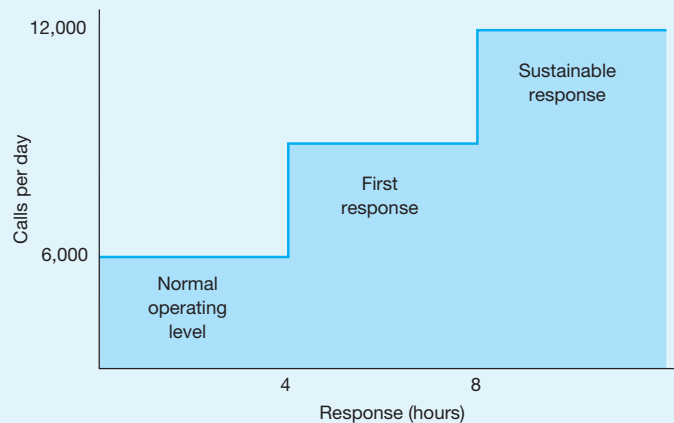 12,000
Sustainable
response
Calls per day
First
response
6,000
Normal
operating
level
4
8
Response (hours)